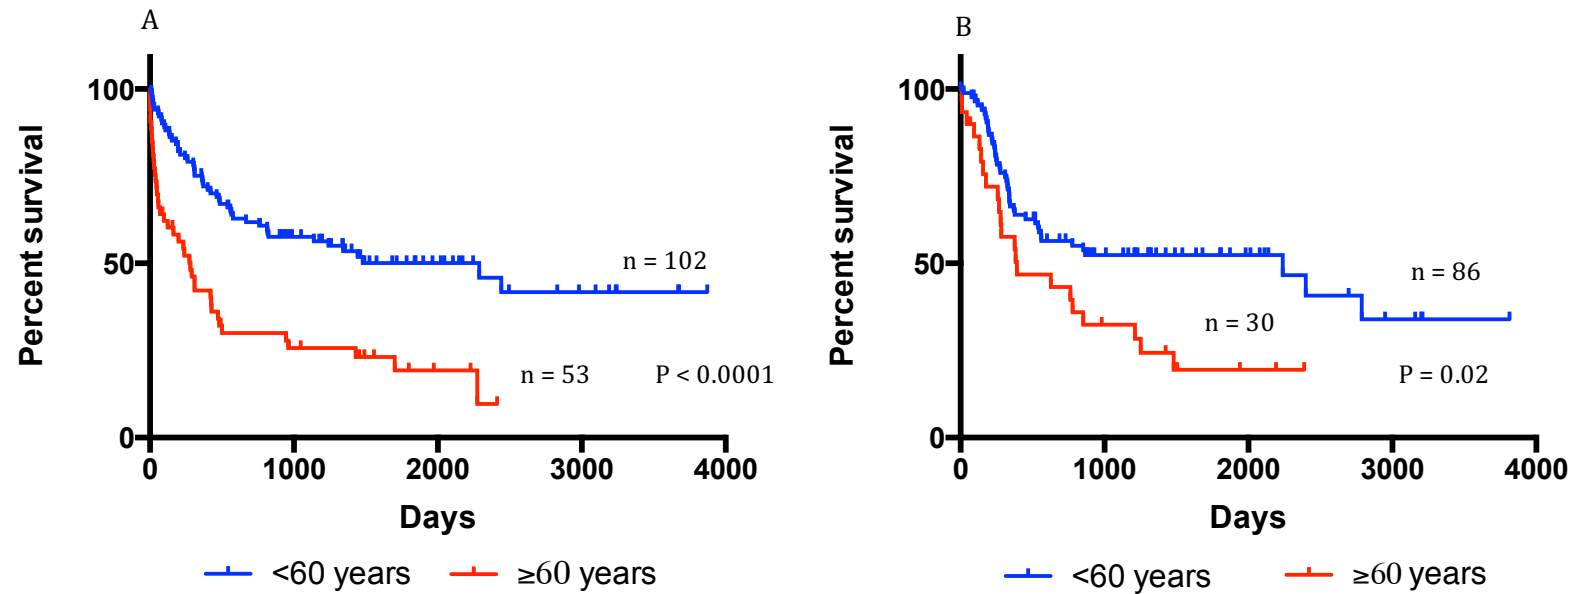 A
Percent survival
100
50
0
0 1000 2000 3000 4000
Days
n = 102
n = 53
P < 0.0001
<60 years ≥60 years
B
Percent survival
100
50
0
0 1000 2000 3000 4000
Days
n = 86
n = 30
P = 0.02
<60 years ≥60 years